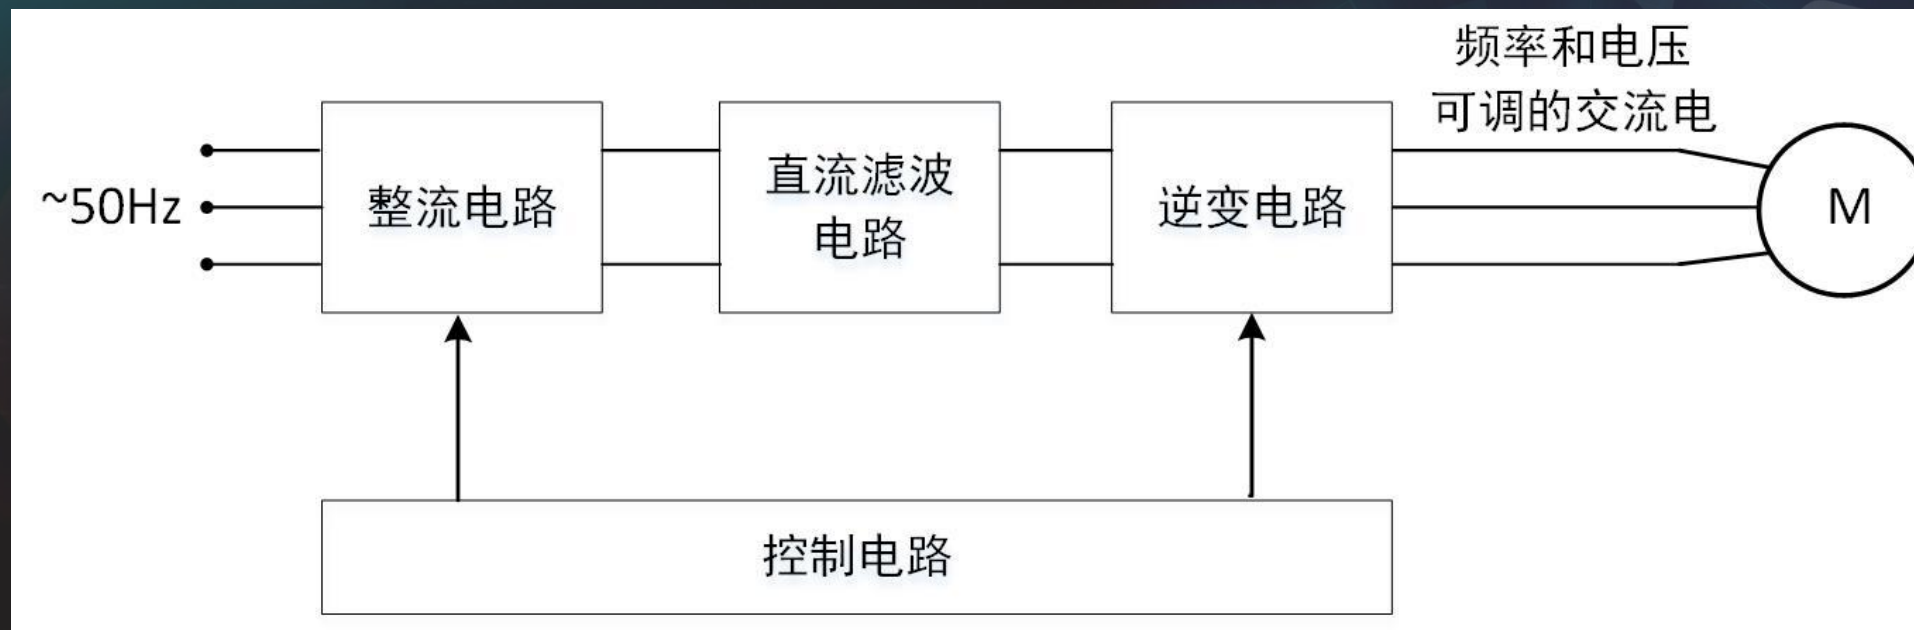 频率和电压
可调的交流电
~50Hz
整流电路
直流滤波
电路
逆变电路
M
控制电路